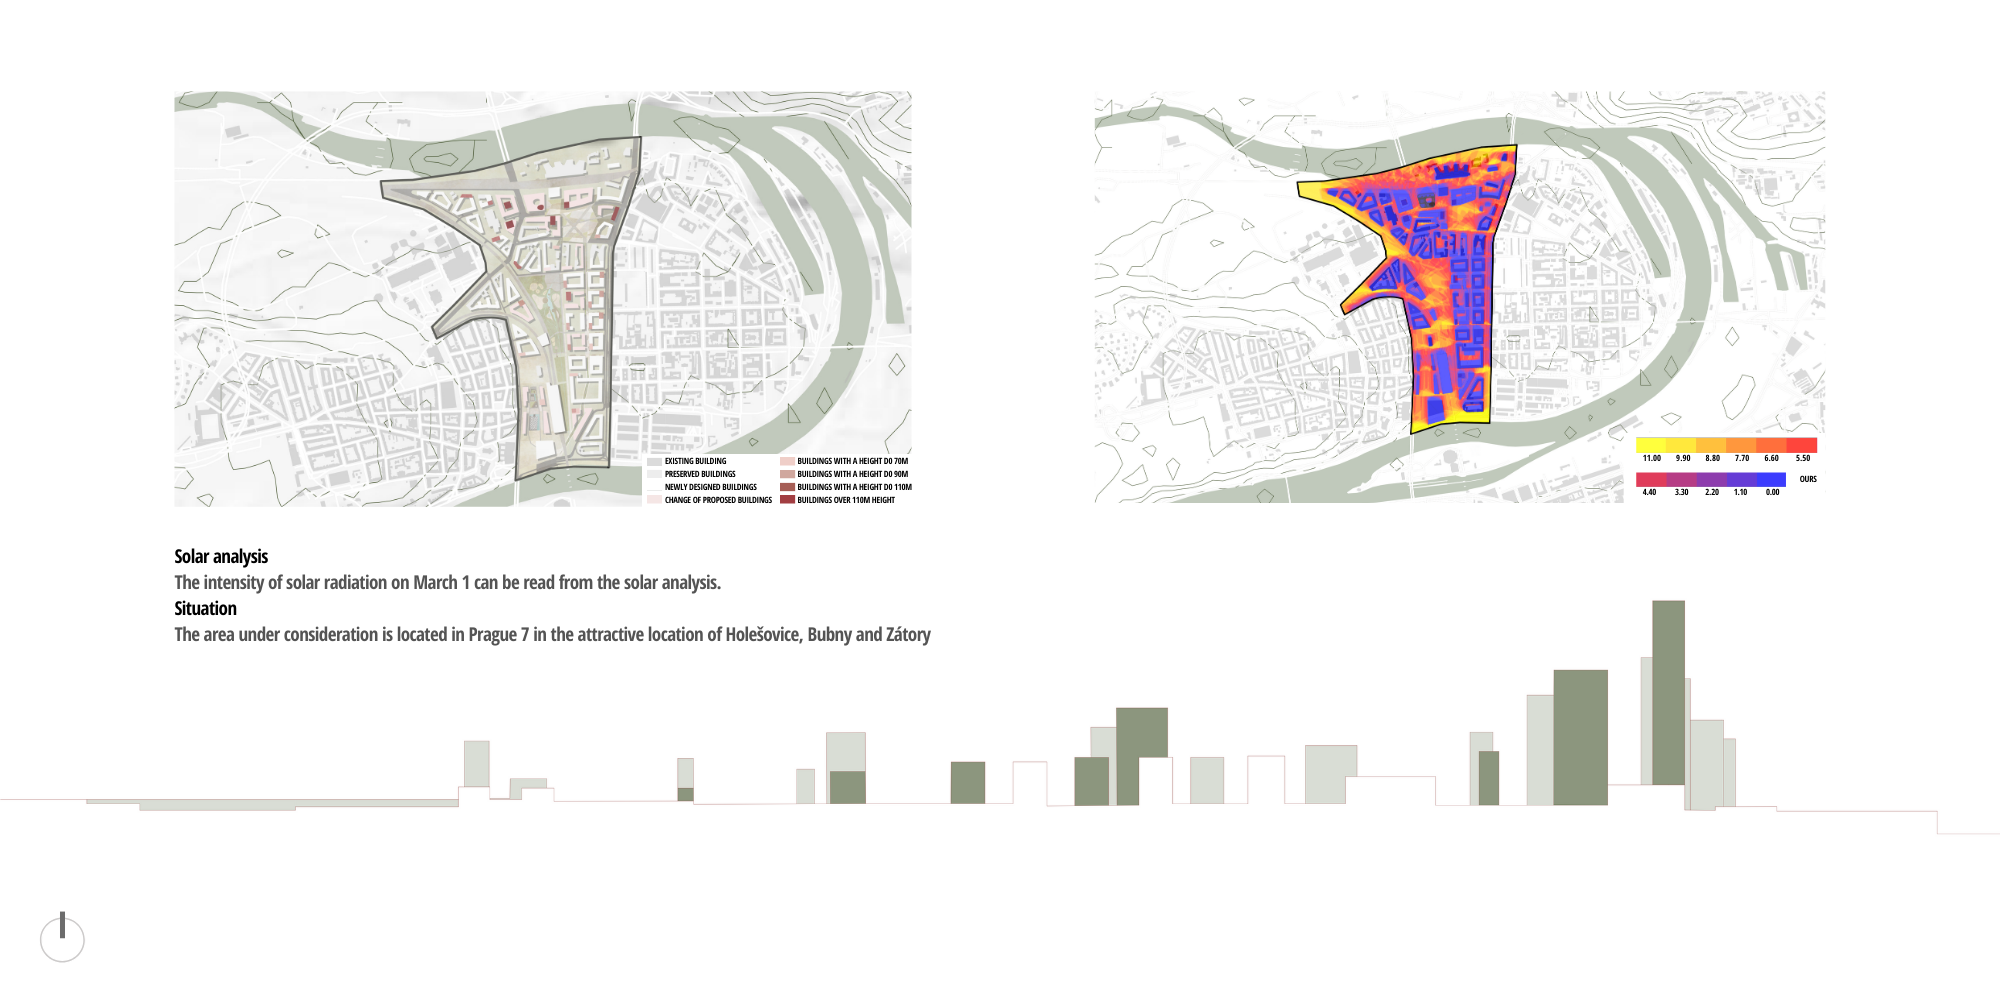 EXISTING BUILDING
PRESERVED BUILDINGS
NEWLY DESIGNED BUILDINGS
CHANGE OF PROPOSED BUILDINGS
BUILDINGS WITH A HEIGHT DO 70M
BUILDINGS WITH A HEIGHT DO 90M
BUILDINGS WITH A HEIGHT DO 110M
BUILDINGS OVER 110M HEIGHT
11.00 9.90 8.80 7.70 6.60 5.50
4.40 3.30 2.20 1.10 0.00 OURS
Solar analysis
The intensity of solar radiation on March 1 can be read from the solar analysis.
Situation
The area under consideration is located in Prague 7 in the attractive location of Holešovice, Bubny and Zátory